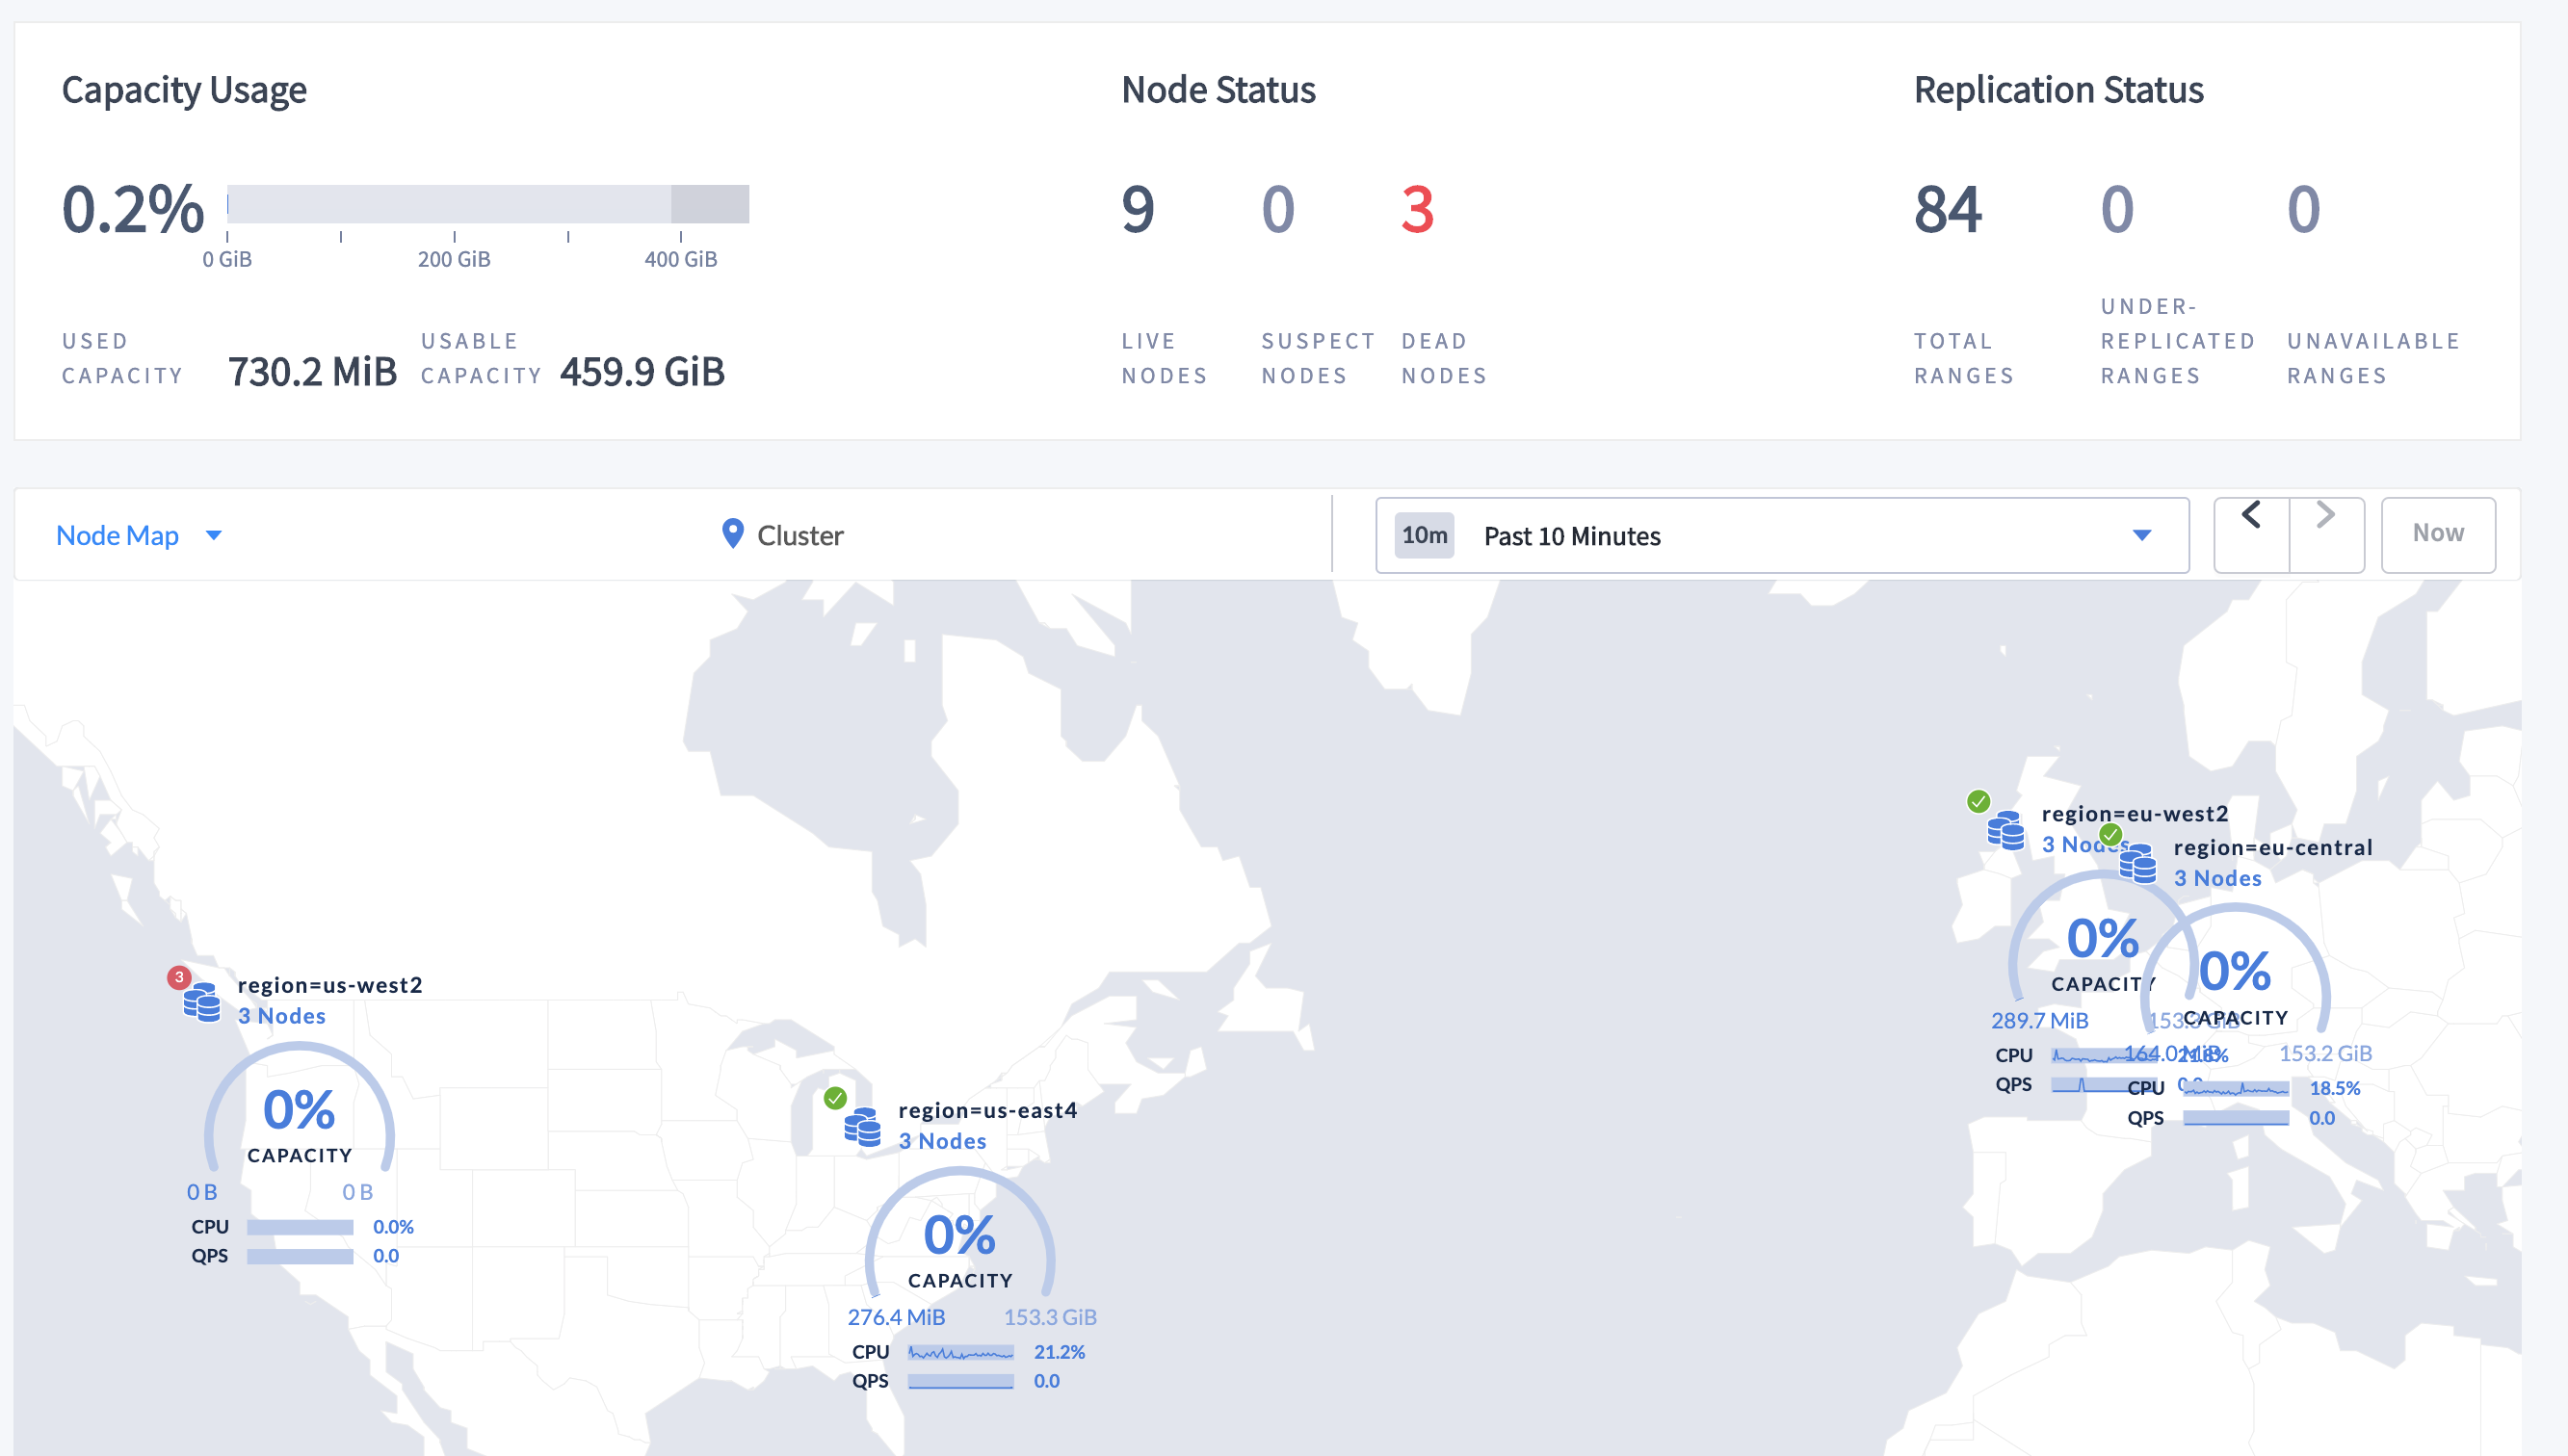 Capacity Usage
0.2%
0 GiB
200 GiB
400 GiB
USED
CAPACITY
730.2 MiB
USABLE
CAPACITY
459.9 GiB
Node Status
9
0
3
LIVE
NODES
SUSPECT
NODES
DEAD
NODES
Replication Status
84
0
0
TOTAL
RANGES
UNDER-
REPLICATED
RANGES
UNAVAILABLE
RANGES
Node Map
Cluster
10m
Past 10 Minutes
Now
3
region=us-west2
3 Nodes
0%
CAPACITY
0 B
0 B
CPU
0.0%
QPS
0.0
region=us-east4
3 Nodes
0%
CAPACITY
276.4 MiB
153.3 GiB
CPU
21.2%
QPS
0.0
region=eu-west2
3 Nodes
0%
CAPACITY
289.7 MiB
153.3 GiB
CPU
QPS
region=eu-central
3 Nodes
0%
CAPACITY
164.0 MiB
153.2 GiB
CPU
18.5%
QPS
0.0